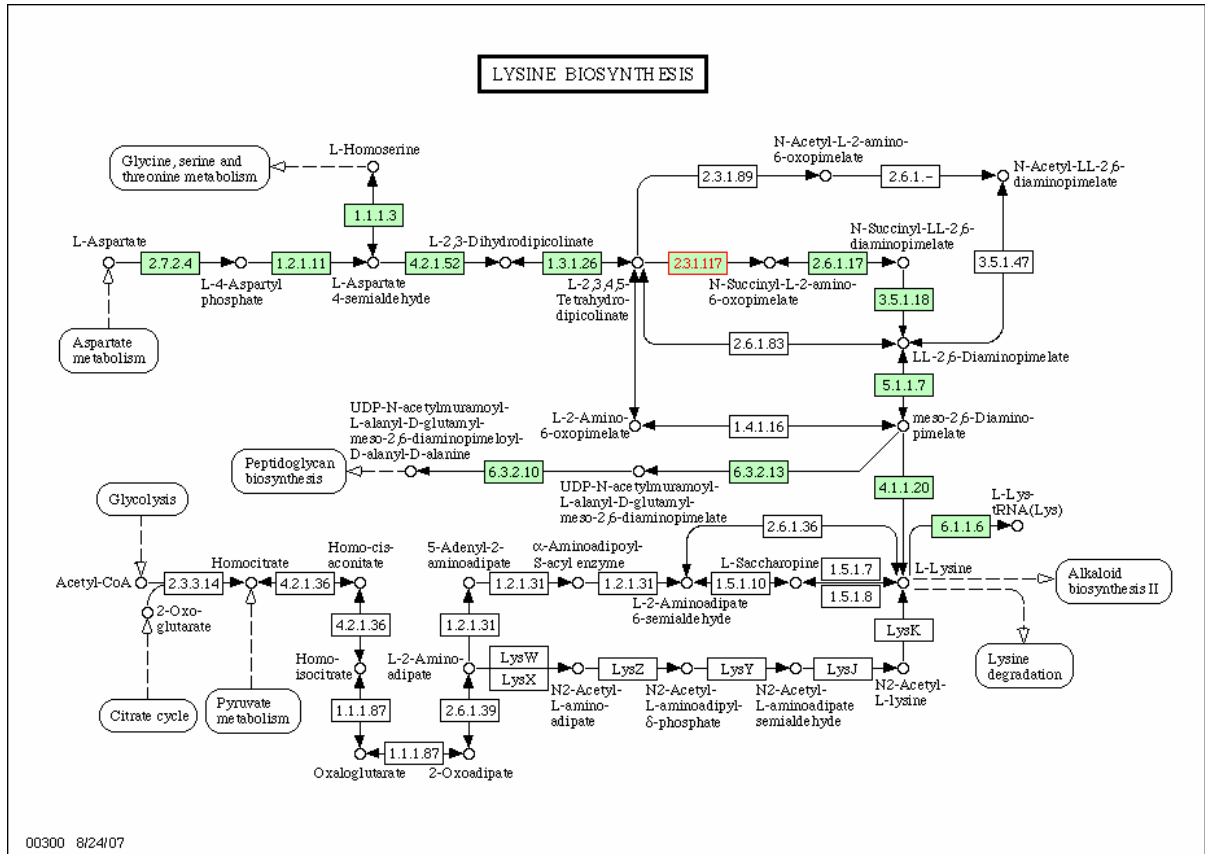 LYSINE BIOSYNTHESIS
L-Homoserine
Glycine, serine and
threonine metabolism
1.1.1.3
N-Acetyl-L-2-amino-
6-oxopimelate
2.3.1.89
2.6.1.-
N-Acetyl-LL-2,6-
diaminopimelate
L-Aspartate
2.7.2.4
L-4-Aspartyl
phosphate
1.2.1.11
L-Aspartate
4-semialdehyde
4.2.1.52
L-2,3-Dihydrodipicolinate
1.3.1.26
L-2,3,4,5-
Tetrahydro-
dipicolinate
2.3.1.117
N-Succinyl-L-2-amino-
6-oxopimelate
2.6.1.17
N-Succinyl-LL-2,6-
diaminopimelate
3.5.1.47
3.5.1.18
Aspartate
metabolism
2.6.1.83
LL-2,6-Diaminopimelate
5.1.1.7
L-2-Amino-
6-oxopimelate
1.4.1.16
meso-2,6-Diamino-
pimelate
UDP-N-acetylmuramoyl-
L-alanyl-D-glutamyl-
meso-2,6-diaminopimeloyl-
D-alanyl-D-alanine
Peptidoglycan
biosynthesis
6.3.2.10
6.3.2.13
UDP-N-acetylmuramoyl-
L-alanyl-D-glutamyl-
meso-2,6-diaminopimelate
4.1.1.20
6.1.1.6
L-Lys-
tRNA(Lys)
Glycolysis
Acetyl-CoA
2.3.3.14
Homocitrate
4.2.1.36
Homo-cis-
aconitate
5-Adenyl-2-
aminoadipate
1.2.1.31
α-Aminoadipoyl-
S-acyl enzyme
1.2.1.31
2.6.1.36
L-2-Aminoadipate
6-semialdehyde
L-Saccharopine
1.5.1.10
1.5.1.7
1.5.1.8
L-Lysine
Alkaloid
biosynthesis II
2-Oxo-
glutarate
4.2.1.36
1.2.1.31
LysK
Homo-
isocitrate
L-2-Amino-
adipate
LysW
LysX
LysZ
LysY
LysJ
N2-Acetyl-
L-amino-
adipate
N2-Acetyl-
L-aminoadipyl-
δ-phosphate
N2-Acetyl-
L-aminoadipate
semialdehyde
N2-Acetyl-
L-lysine
Lysine
degradation
Citrate cycle
Pyruvate
metabolism
1.1.1.87
2.6.1.39
1.1.1.87
Oxaloglutarate
2-Oxoadipate
00300 8/24/07